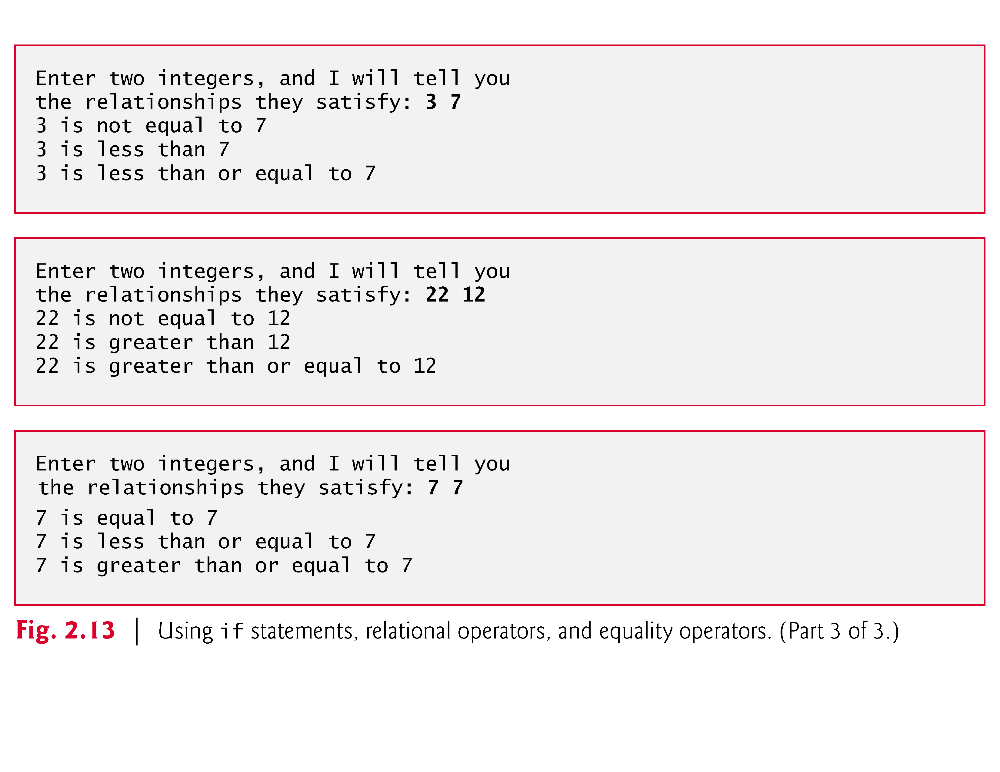 Enter two integers, and I will tell you
the relationships they satisfy: 3 7
3 is not equal to 7
3 is less than 7
3 is less than or equal to 7
Enter two integers, and I will tell you
the relationships they satisfy: 22 12
22 is not equal to 12
22 is greater than 12
22 is greater than or equal to 12
Enter two integers, and I will tell you
the relationships they satisfy: 7 7
7 is equal to 7
7 is less than or equal to 7
7 is greater than or equal to 7
Fig. 2.13 | Using if statements, relational operators, and equality operators. (Part 3 of 3.)